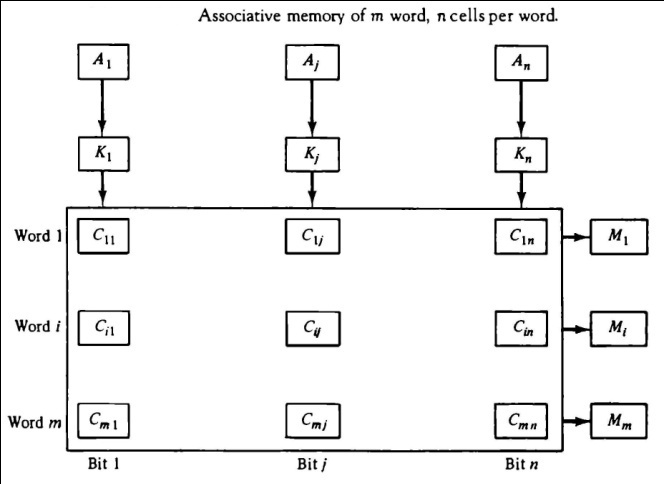 Associative memory of m word, n cells per word.
A₁ Aⱼ Aₙ
K₁ Kⱼ Kₙ
Word 1 C₁₁ C₁ⱼ C₁ₙ M₁
Word i Cᵢ₁ Cᵢⱼ Cᵢₙ Mᵢ
Word m Cₘ₁ Cₘⱼ Cₘₙ Mₘ
Bit 1 Bit j Bit n